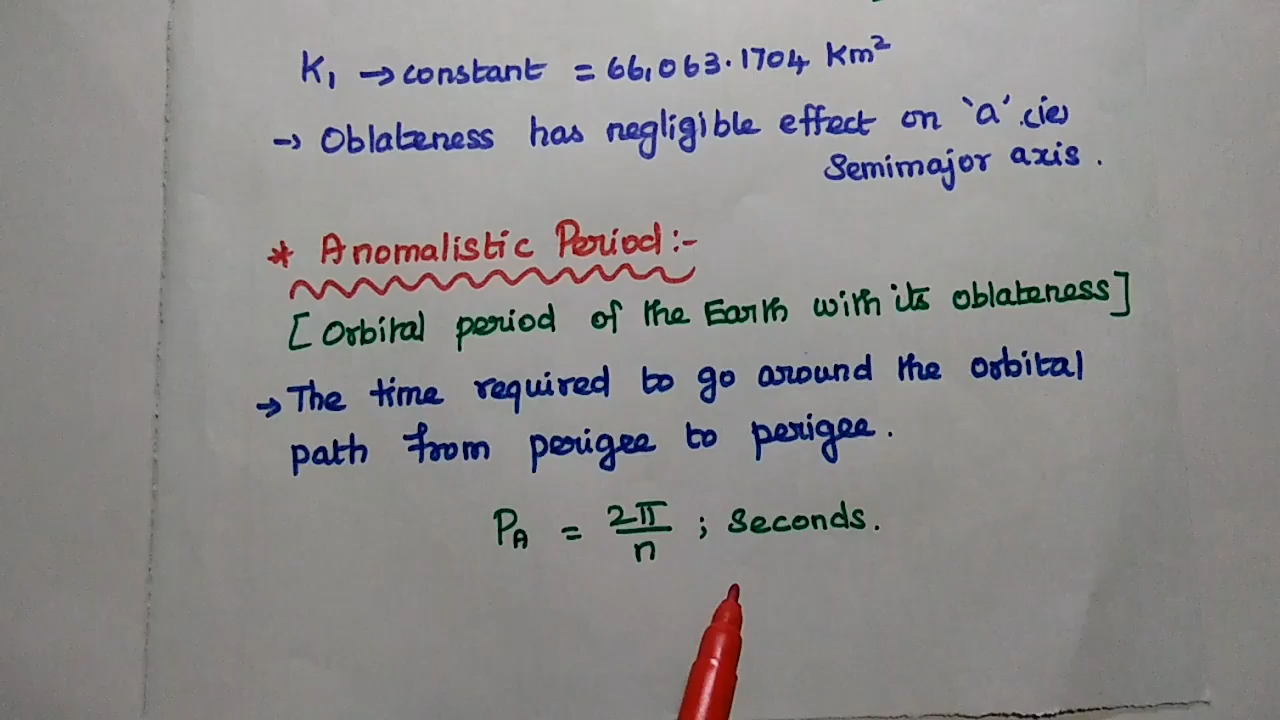 K₁ → constant = 66,063.1704 Km²
→ Oblateness has negligible effect on 'a' (ie)
Semimajor axis.
* Anomalistic Period:-
[Orbital period of the Earth with its oblateness]
→ The time required to go around the orbital
path from perigee to perigee.
P_A = 2π/n ; Seconds.